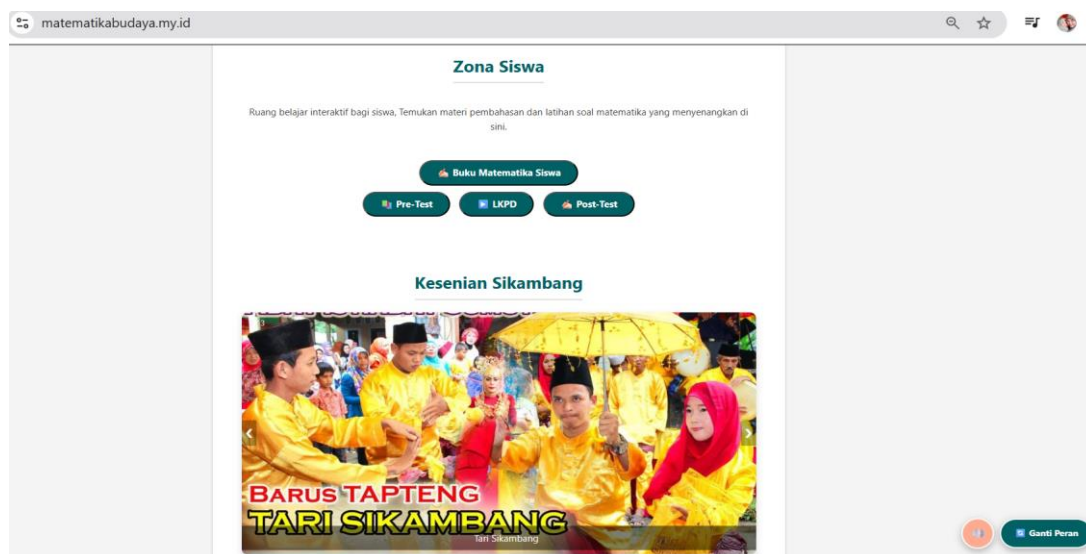 matematikabudaya.my.id
Zona Siswa
Ruang belajar interaktif bagi siswa, Temukan materi pembahasan dan latihan soal matematika yang menyenangkan di
sini.
Buku Matematika Siswa
Pre-Test
LKPD
Post-Test
Kesenian Sikambang
BARUS TAPTENG
TARI SIKAMBANG
Tari Sikambang
Ganti Peran